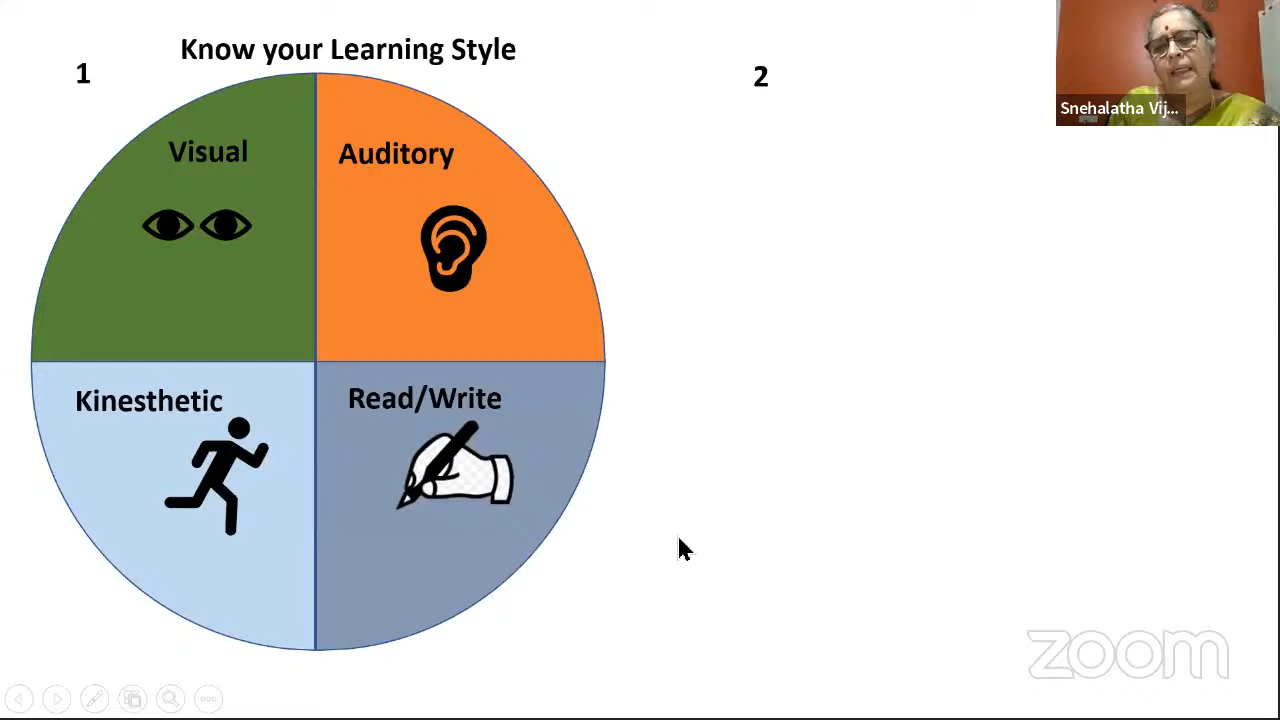 Know your Learning Style
1
2
Visual
Auditory
Kinesthetic
Read/Write
Snehalatha Vij...
zoom